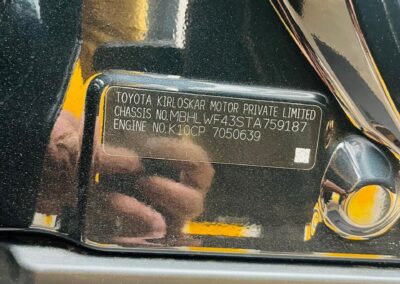 TOYOTA KIRLOSKAR MOTOR PRIVATE LIMITED
CHASSIS NO.MBHLWF43STA759187
ENGINE NO.K10CP 7050639